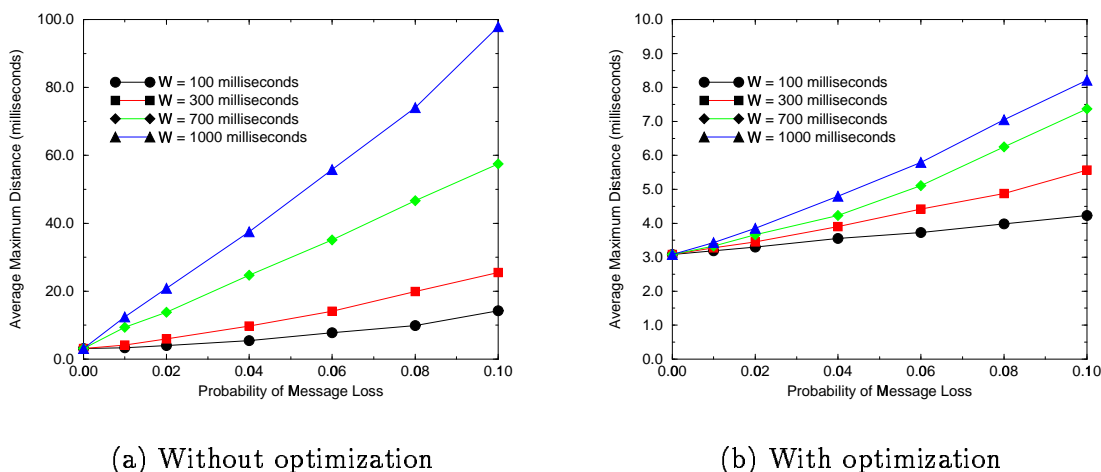 100.0
80.0
60.0
40.0
20.0
0.0
Average Maximum Distance (milliseconds)
W = 100 milliseconds
W = 300 milliseconds
W = 700 milliseconds
W = 1000 milliseconds
0.00 0.02 0.04 0.06 0.08 0.10
Probability of Message Loss
(a) Without optimization
10.0
9.0
8.0
7.0
6.0
5.0
4.0
3.0
2.0
1.0
0.0
Average Maximum Distance (milliseconds)
W = 100 milliseconds
W = 300 milliseconds
W = 700 milliseconds
W = 1000 milliseconds
0.00 0.02 0.04 0.06 0.08 0.10
Probability of Message Loss
(b) With optimization